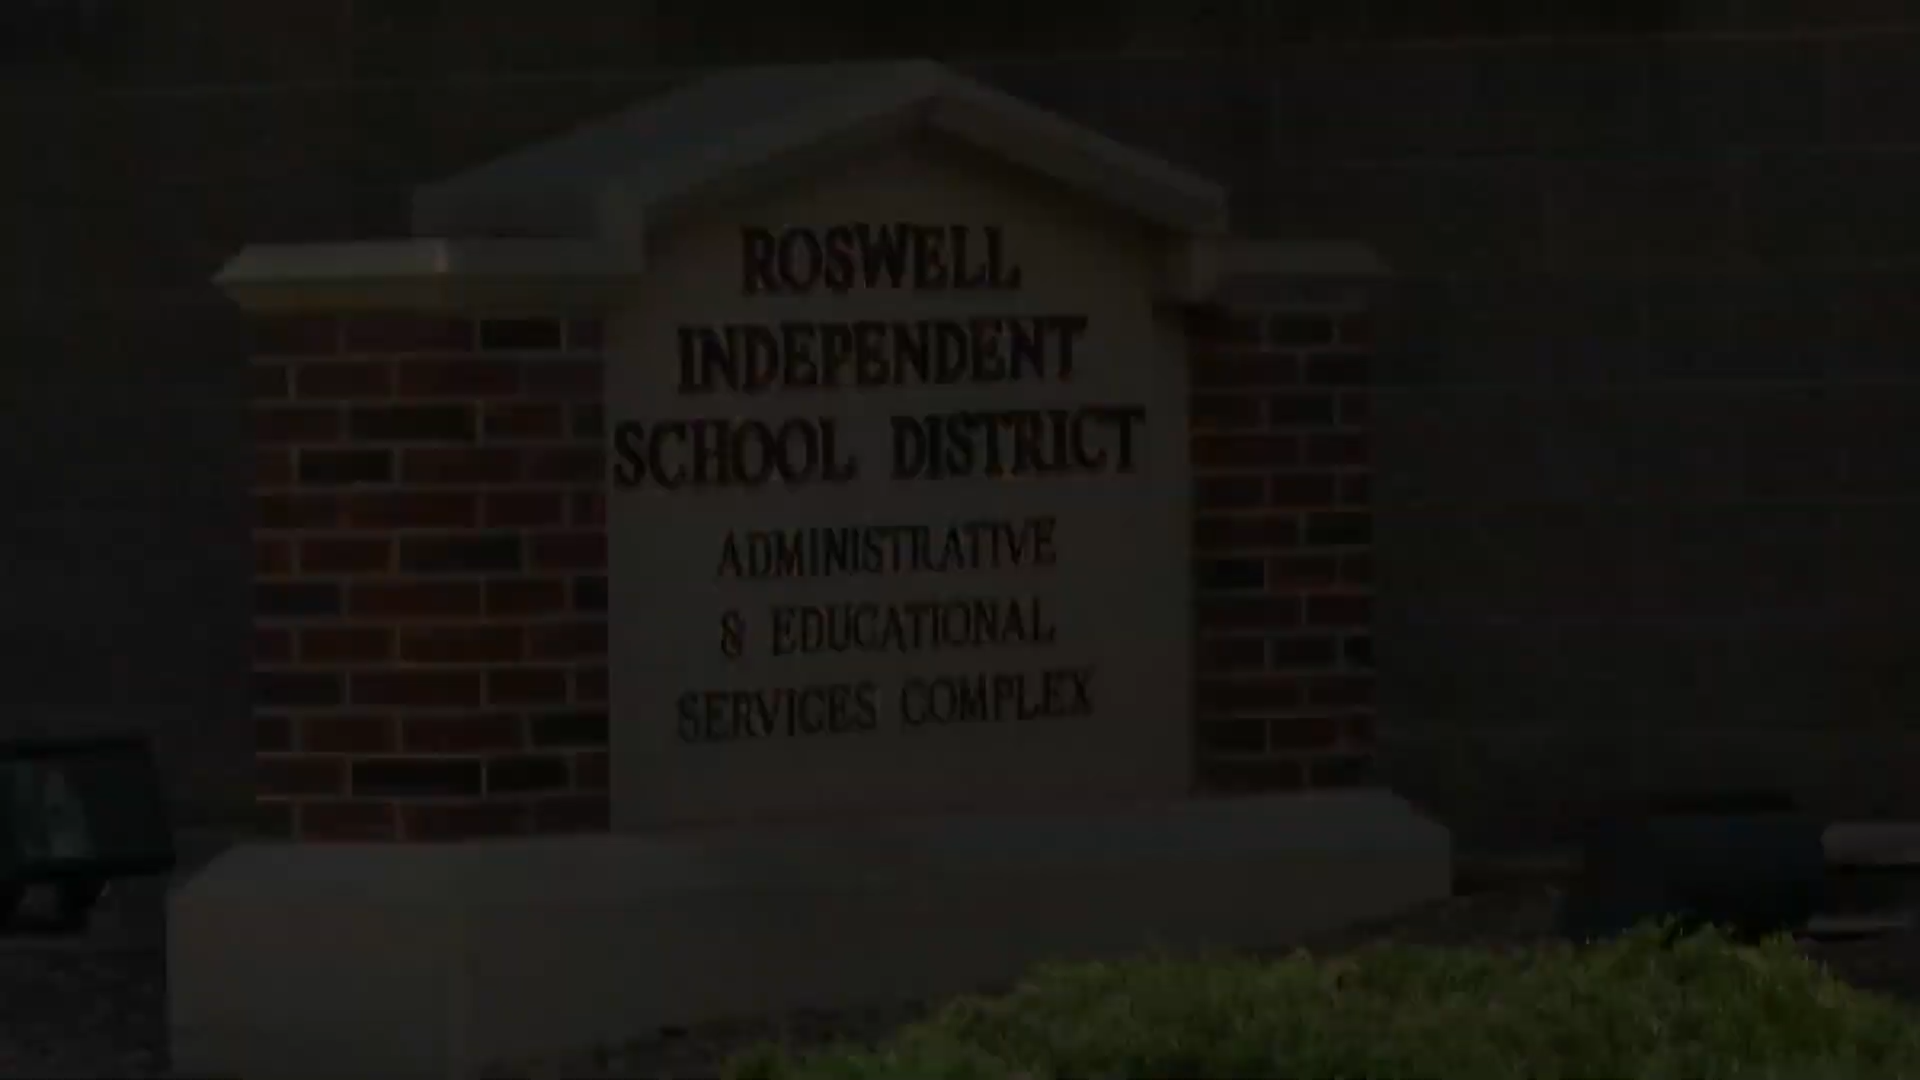 ROSWELL
INDEPENDENT
SCHOOL DISTRICT
ADMINISTRATIVE
& EDUCATIONAL
SERVICES COMPLEX